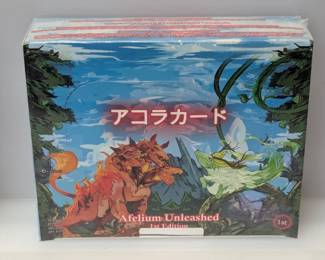 アコラカード
Afelium Unleashed
1st Edition
1st